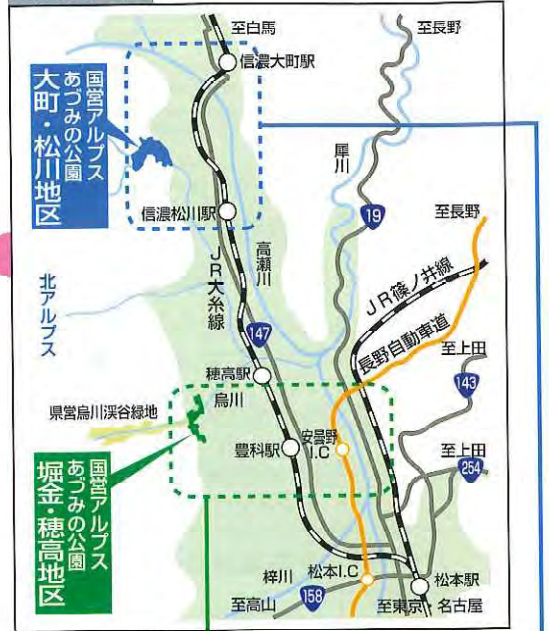 至白馬
至長野
信濃大町駅
国営アルプス
あづみの公園
大町・松川地区
犀川
19
至長野
信濃松川駅
高瀬川
JR大糸線
JR篠ノ井線
長野自動車道
北アルプス
147
至上田
143
穂高駅
烏川
県営烏川渓谷緑地
安曇野
I.C
豊科駅
至上田
254
国営アルプス
あづみの公園
堀金・穂高地区
梓川
松本I.C
松本駅
158
至高山
至東京・名古屋